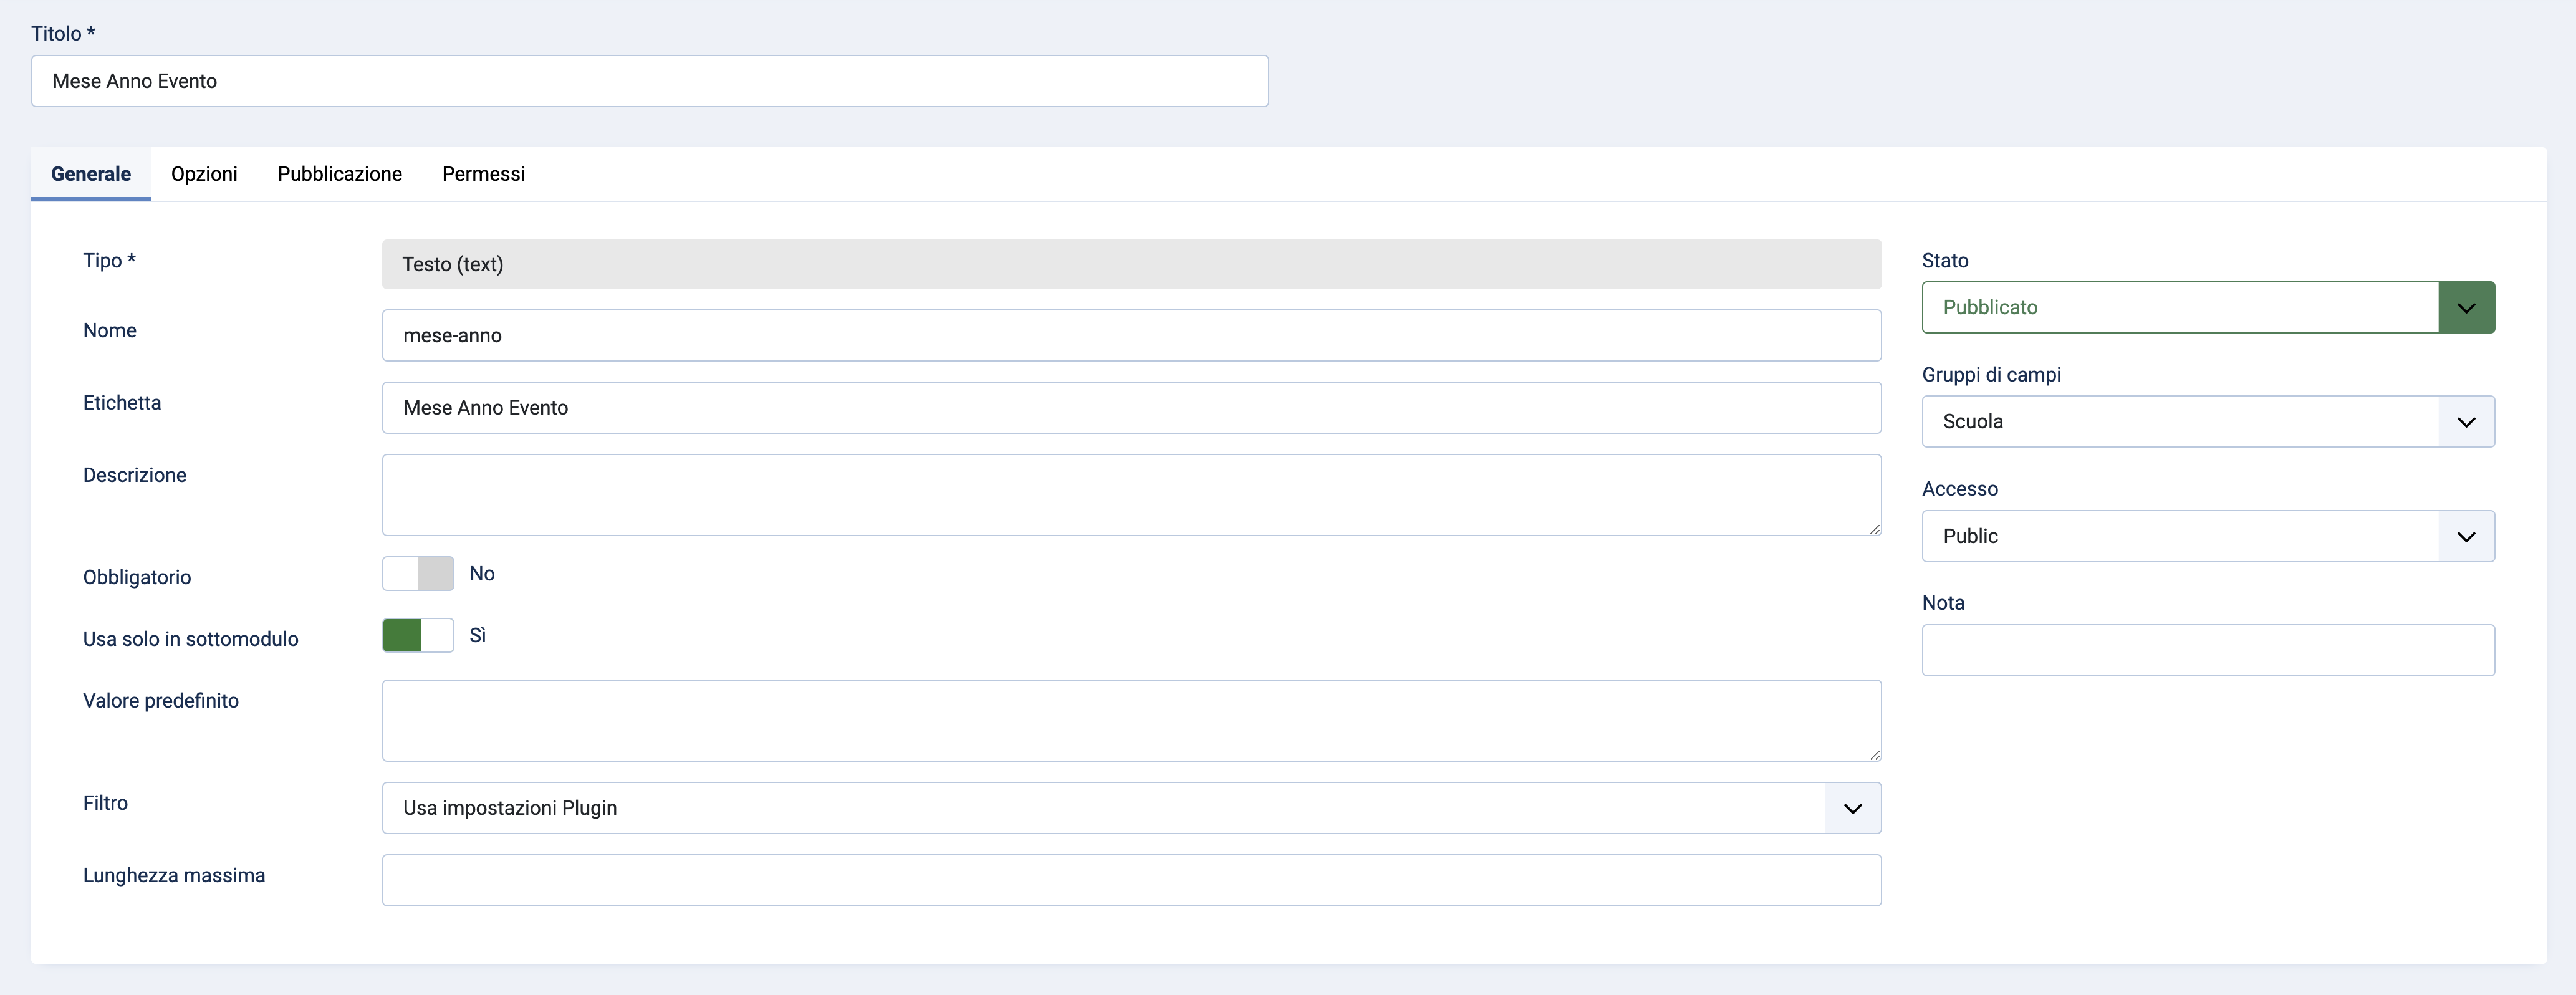 Titolo *
Mese Anno Evento
Generale Opzioni Pubblicazione Permessi
Tipo *
Testo (text)
Nome
mese-anno
Etichetta
Mese Anno Evento
Descrizione
Obbligatorio
No
Usa solo in sottomodulo
Sì
Valore predefinito
Filtro
Usa impostazioni Plugin
Lunghezza massima
Stato
Pubblicato
Gruppi di campi
Scuola
Accesso
Public
Nota